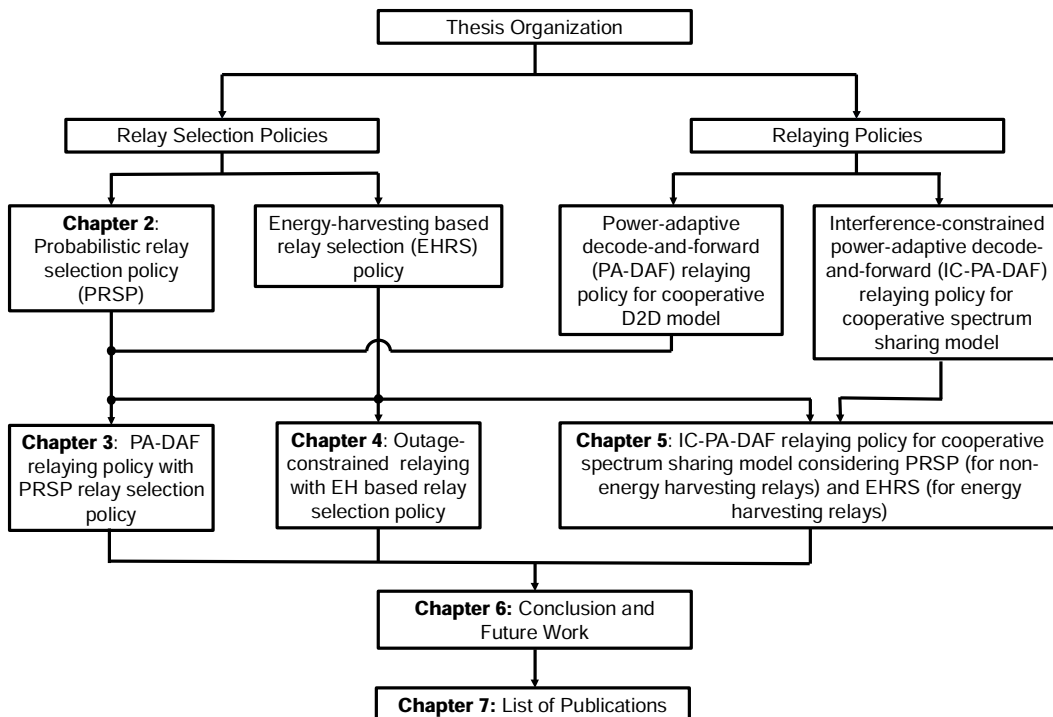 Thesis Organization
Relay Selection Policies
Relaying Policies
Chapter 2:
Probabilistic relay
selection policy
(PRSP)
Energy-harvesting based
relay selection (EHRS)
policy
Power-adaptive
decode-and-forward
(PA-DAF) relaying
policy for cooperative
D2D model
Interference-constrained
power-adaptive decode-
and-forward (IC-PA-DAF)
relaying policy for
cooperative spectrum
sharing model
Chapter 3: PA-DAF
relaying policy with
PRSP relay selection
policy
Chapter 4: Outage-
constrained relaying
with EH based relay
selection policy
Chapter 5: IC-PA-DAF relaying policy for cooperative
spectrum sharing model considering PRSP (for non-
energy harvesting relays) and EHRS (for energy
harvesting relays)
Chapter 6: Conclusion and
Future Work
Chapter 7: List of Publications